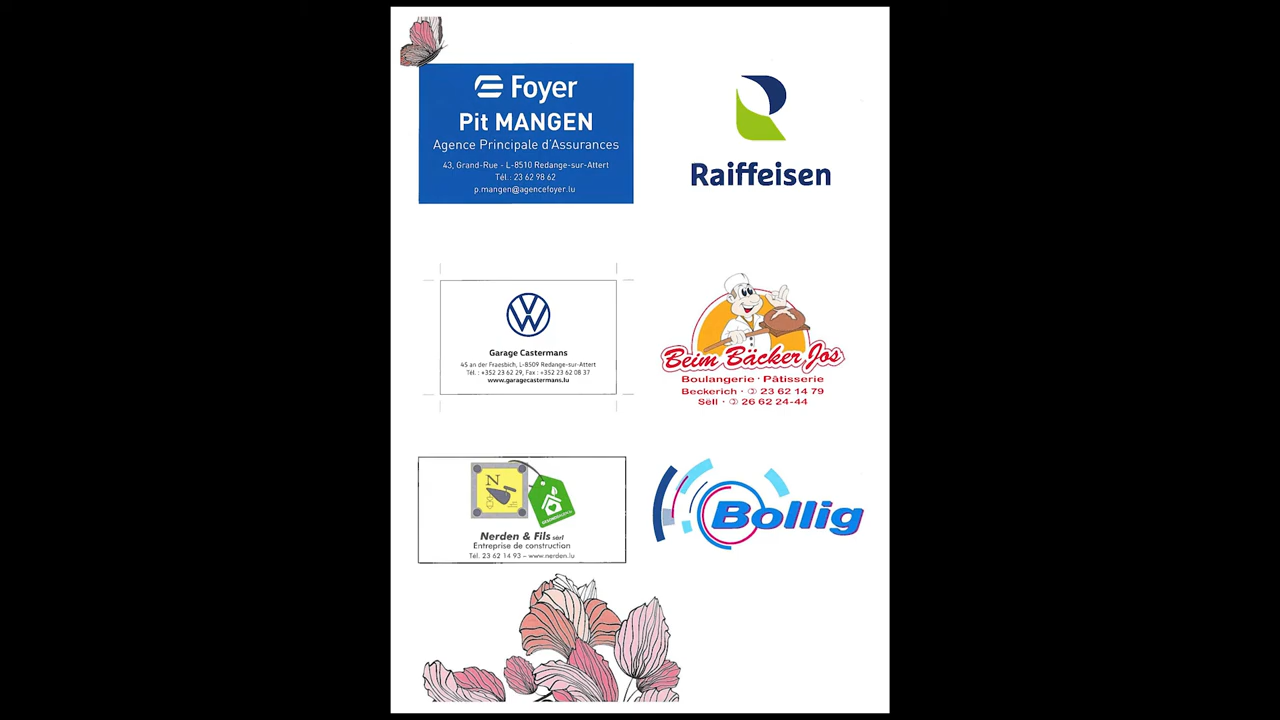 Foyer
Pit MANGEN
Agence Principale d'Assurances
43, Grand-Rue - L-8510 Redange-sur-Attert
Tél.: 23 62 98 62
p.mangen@agencefoyer.lu
Raiffeisen
Garage Castermans
45 an der Fraesbich, L-8509 Redange-sur-Attert
Tél. : +352 23 62 29, Fax : +352 23 62 08 37
www.garagecastermans.lu
Beim Bäcker Jos
Boulangerie · Pâtisserie
Beckerich · 23 62 14 79
Sëll · 26 62 24-44
N
Nerden & Fils sàrl
Entreprise de construction
Tél. 23 62 14 93 – www.nerden.lu
Bollig